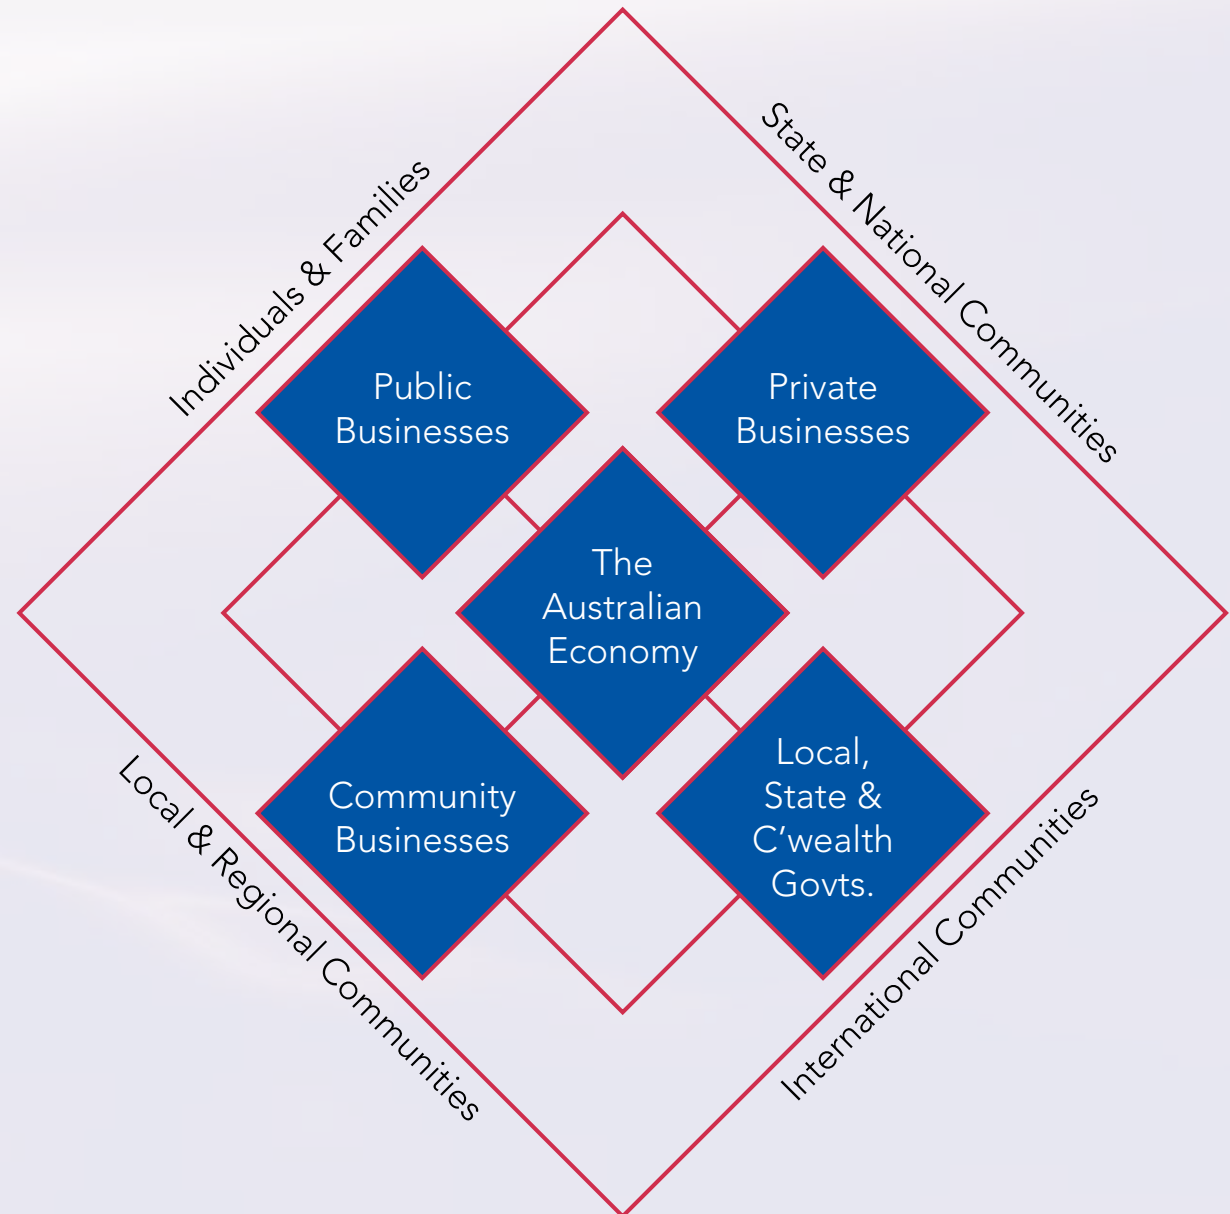 Individuals & Families
State & National Communities
Public
Businesses
Private
Businesses
The
Australian
Economy
Community
Businesses
Local,
State &
C’wealth
Govts.
Local & Regional Communities
International Communities